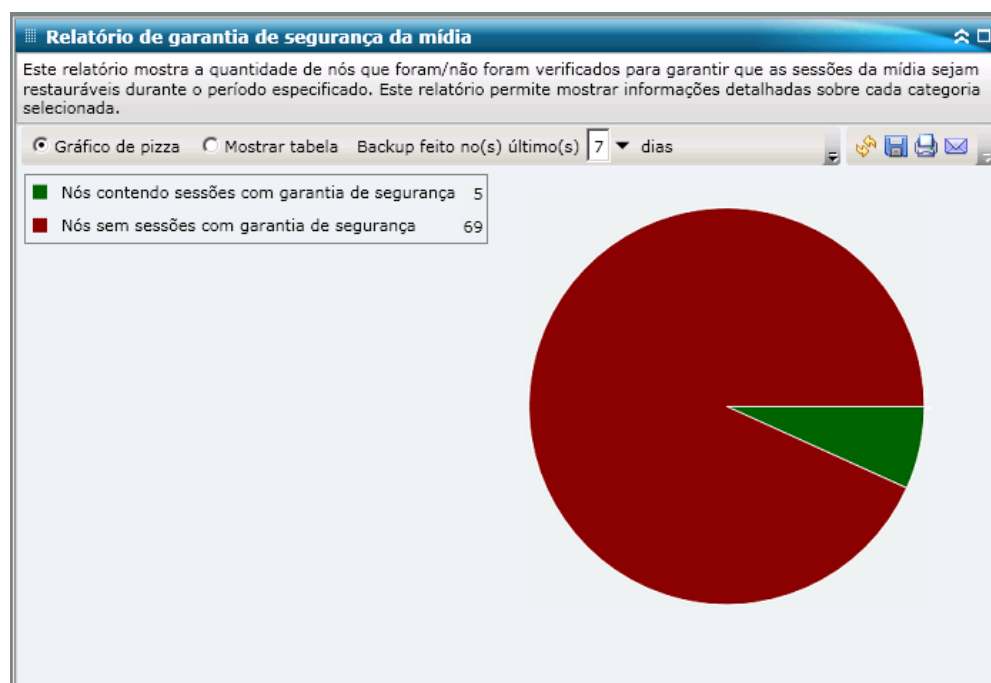 Relatório de garantia de segurança da mídia
Este relatório mostra a quantidade de nós que foram/não foram verificados para garantir que as sessões da mídia sejam
restauráveis durante o período especificado. Este relatório permite mostrar informações detalhadas sobre cada categoria
selecionada.
Gráfico de pizza Mostrar tabela Backup feito no(s) último(s) 7 dias
Nós contendo sessões com garantia de segurança 5
Nós sem sessões com garantia de segurança 69